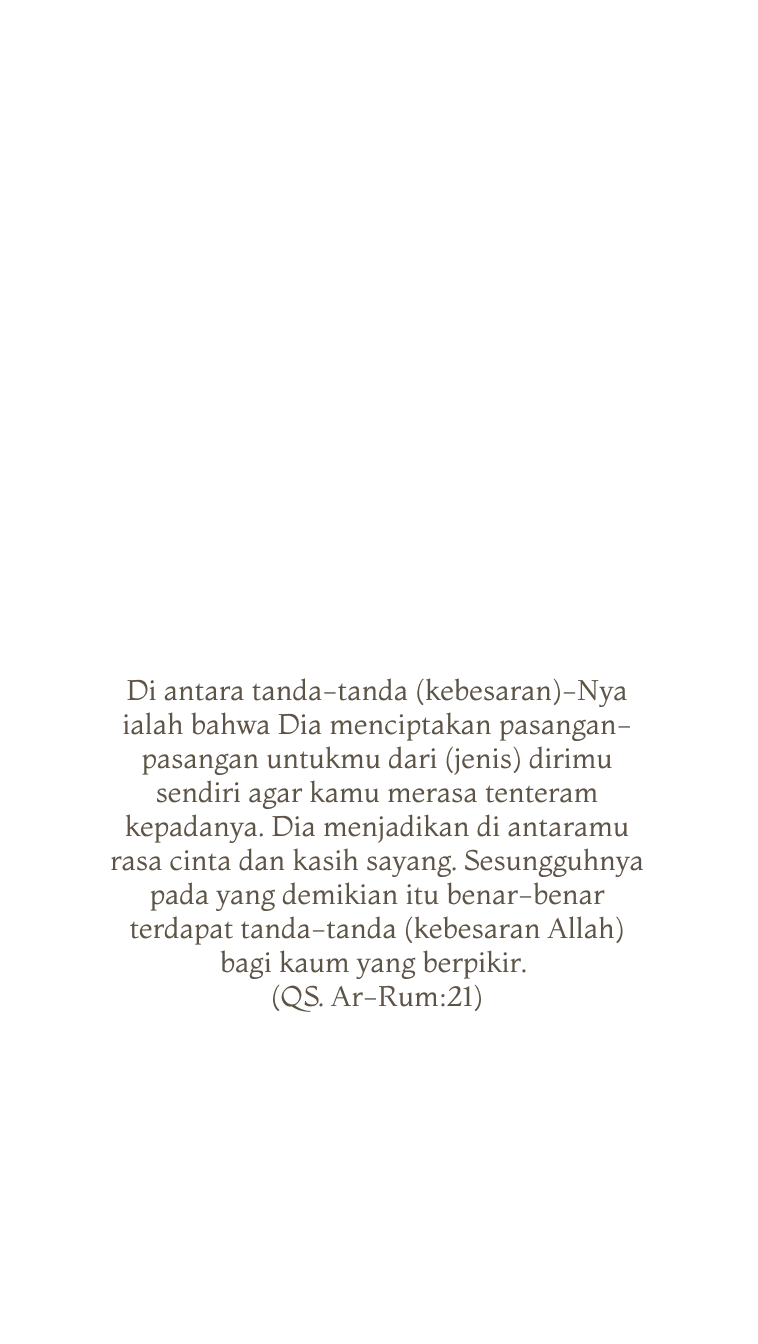 Di antara tanda-tanda (kebesaran)-Nya
ialah bahwa Dia menciptakan pasangan-
pasangan untukmu dari (jenis) dirimu
sendiri agar kamu merasa tenteram
kepadanya. Dia menjadikan di antaramu
rasa cinta dan kasih sayang. Sesungguhnya
pada yang demikian itu benar-benar
terdapat tanda-tanda (kebesaran Allah)
bagi kaum yang berpikir.
(QS. Ar-Rum:21)